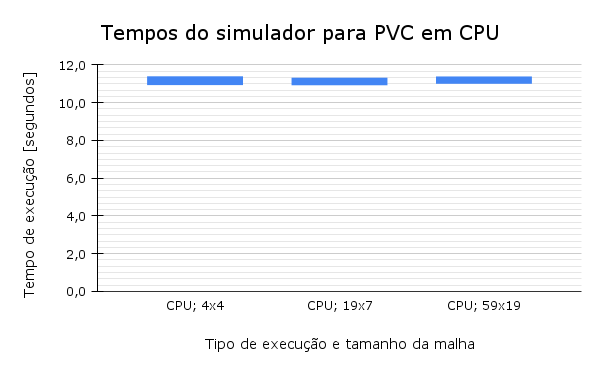 Tempos do simulador para PVC em CPU
Tempo de execução [segundos]
12,0
10,0
8,0
6,0
4,0
2,0
0,0
CPU; 4x4
CPU; 19x7
CPU; 59x19
Tipo de execução e tamanho da malha